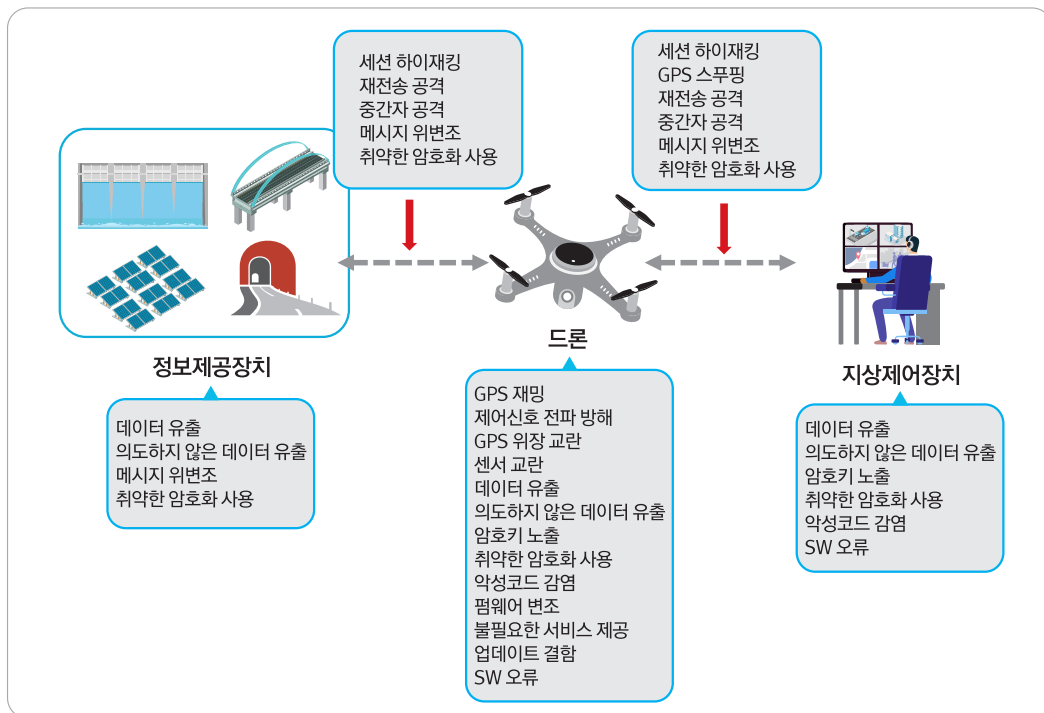 세션 하이재킹
재전송 공격
중간자 공격
메시지 위변조
취약한 암호화 사용
세션 하이재킹
GPS 스푸핑
재전송 공격
중간자 공격
메시지 위변조
취약한 암호화 사용
정보제공장치
데이터 유출
의도하지 않은 데이터 유출
메시지 위변조
취약한 암호화 사용
드론
GPS 재밍
제어신호 전파 방해
GPS 위장 교란
센서 교란
데이터 유출
의도하지 않은 데이터 유출
암호키 노출
취약한 암호화 사용
악성코드 감염
펌웨어 변조
불필요한 서비스 제공
업데이트 결함
SW 오류
지상제어장치
데이터 유출
의도하지 않은 데이터 유출
암호키 노출
취약한 암호화 사용
악성코드 감염
SW 오류